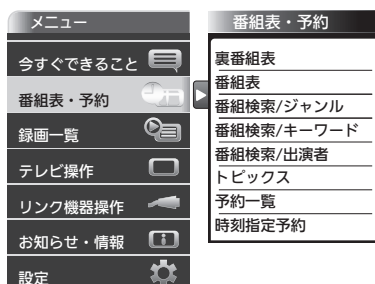 メニュー
今すぐできること
番組表・予約
録画一覧
テレビ操作
リンク機器操作
お知らせ・情報
設定
番組表・予約
裏番組表
番組表
番組検索/ジャンル
番組検索/キーワード
番組検索/出演者
トピックス
予約一覧
時刻指定予約